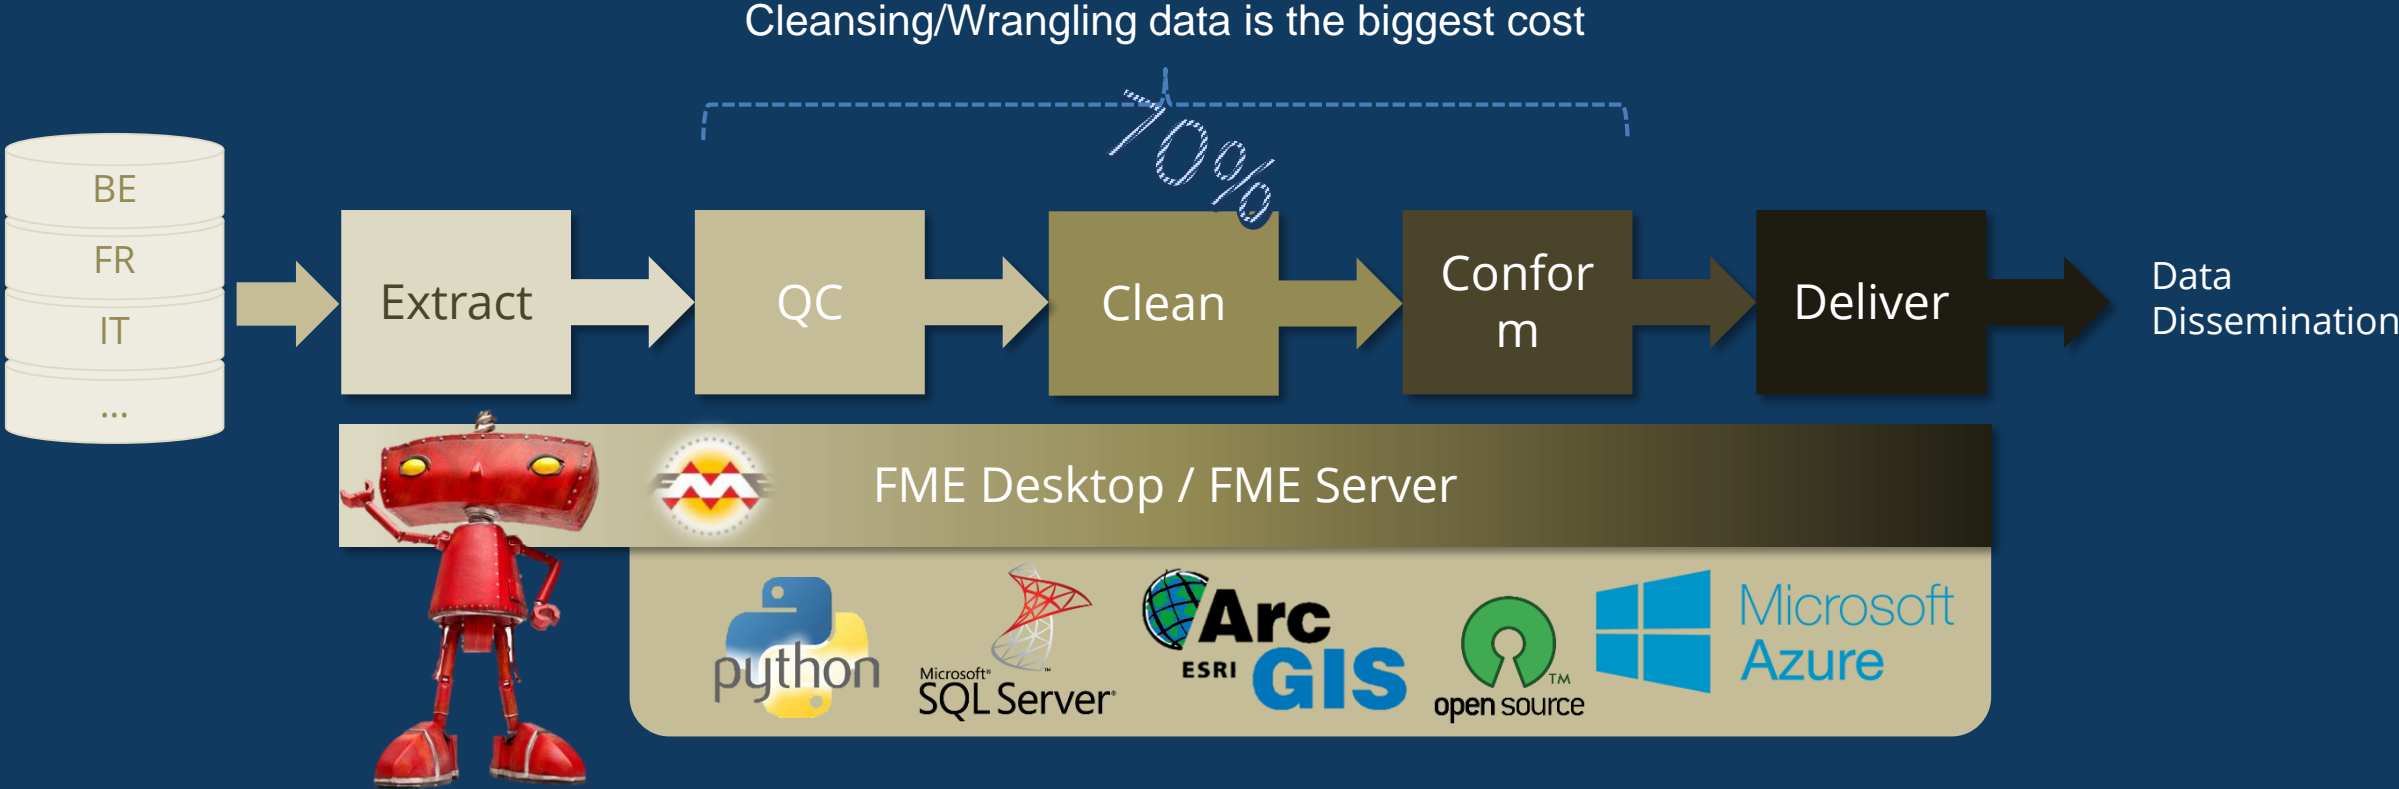 Cleansing/Wrangling data is the biggest cost
70%
BE
FR
IT
...
Extract
QC
Clean
Confor
m
Deliver
Data
Dissemination
FME Desktop / FME Server
python
Microsoft®
SQL Server®
Arc
ESRI
GIS
TM
open source
Microsoft
Azure